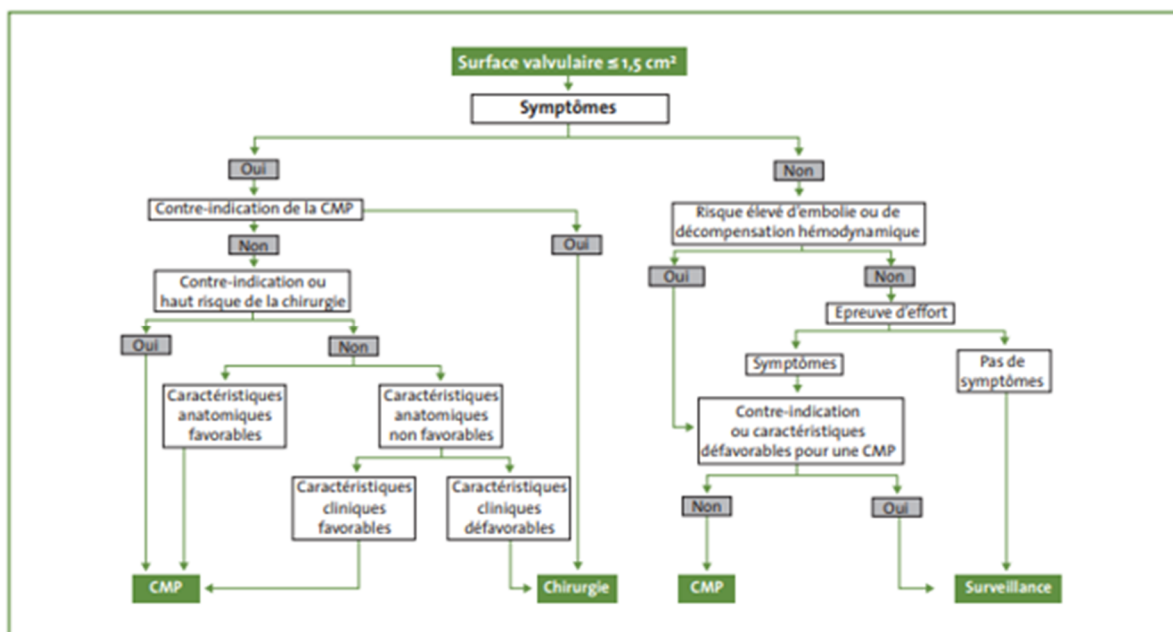 Surface valvulaire ≤ 1,5 cm²
Symptômes
Oui
Non
Contre-indication de la CMP
Risque élevé d'embolie ou de
décompensation hémodynamique
Non
Oui
Oui
Non
Contre-indication ou
haut risque de la chirurgie
Epreuve d'effort
Oui
Non
Symptômes
Pas de
symptômes
Caractéristiques
anatomiques
favorables
Caractéristiques
anatomiques
non favorables
Contre-indication
ou caractéristiques
défavorables pour une CMP
Caractéristiques
cliniques
favorables
Caractéristiques
cliniques
défavorables
Non
Oui
CMP
Chirurgie
CMP
Surveillance